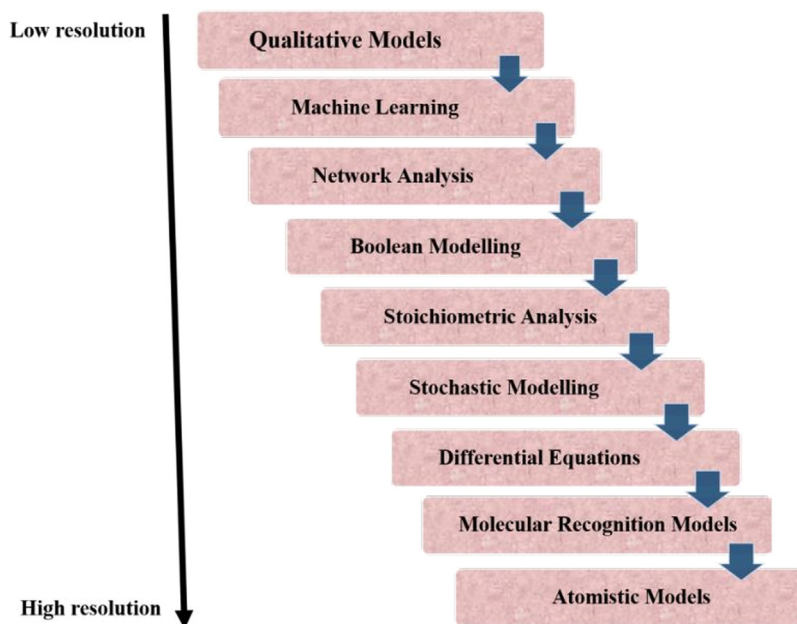 Low resolution
Qualitative Models
Machine Learning
Network Analysis
Boolean Modelling
Stoichiometric Analysis
Stochastic Modelling
Differential Equations
Molecular Recognition Models
Atomistic Models
High resolution